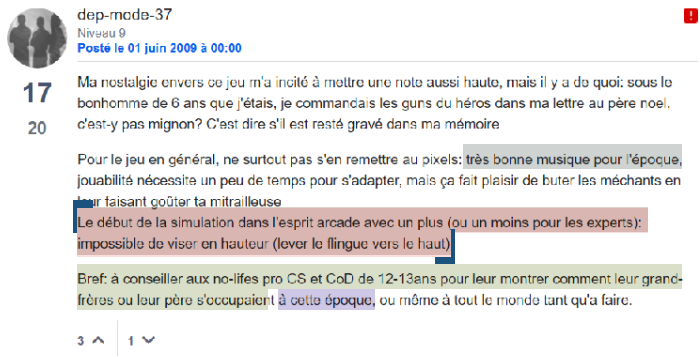 dep-mode-37
Niveau 9
Posté le 01 juin 2009 à 00:00
17
20
Ma nostalgie envers ce jeu m'a incité à mettre une note aussi haute, mais il y a de quoi: sous le
bonhomme de 6 ans que j'étais, je commandais les guns du héros dans ma lettre au père noel,
c'est-y pas mignon? C'est dire s'il est resté gravé dans ma mémoire
Pour le jeu en général, ne surtout pas s'en remettre au pixels: très bonne musique pour l'époque,
jouabilité nécessite un peu de temps pour s'adapter, mais ça fait plaisir de buter les méchants en
leur faisant goûter ta mitrailleuse
Le début de la simulation dans l'esprit arcade avec un plus (ou un moins pour les experts):
impossible de viser en hauteur (lever le flingue vers le haut)
Bref: à conseiller aux no-lifes pro CS et CoD de 12-13ans pour leur montrer comment leur grand-
frères ou leur père s'occupaient à cette époque, ou même à tout le monde tant qu'a faire.
3 1